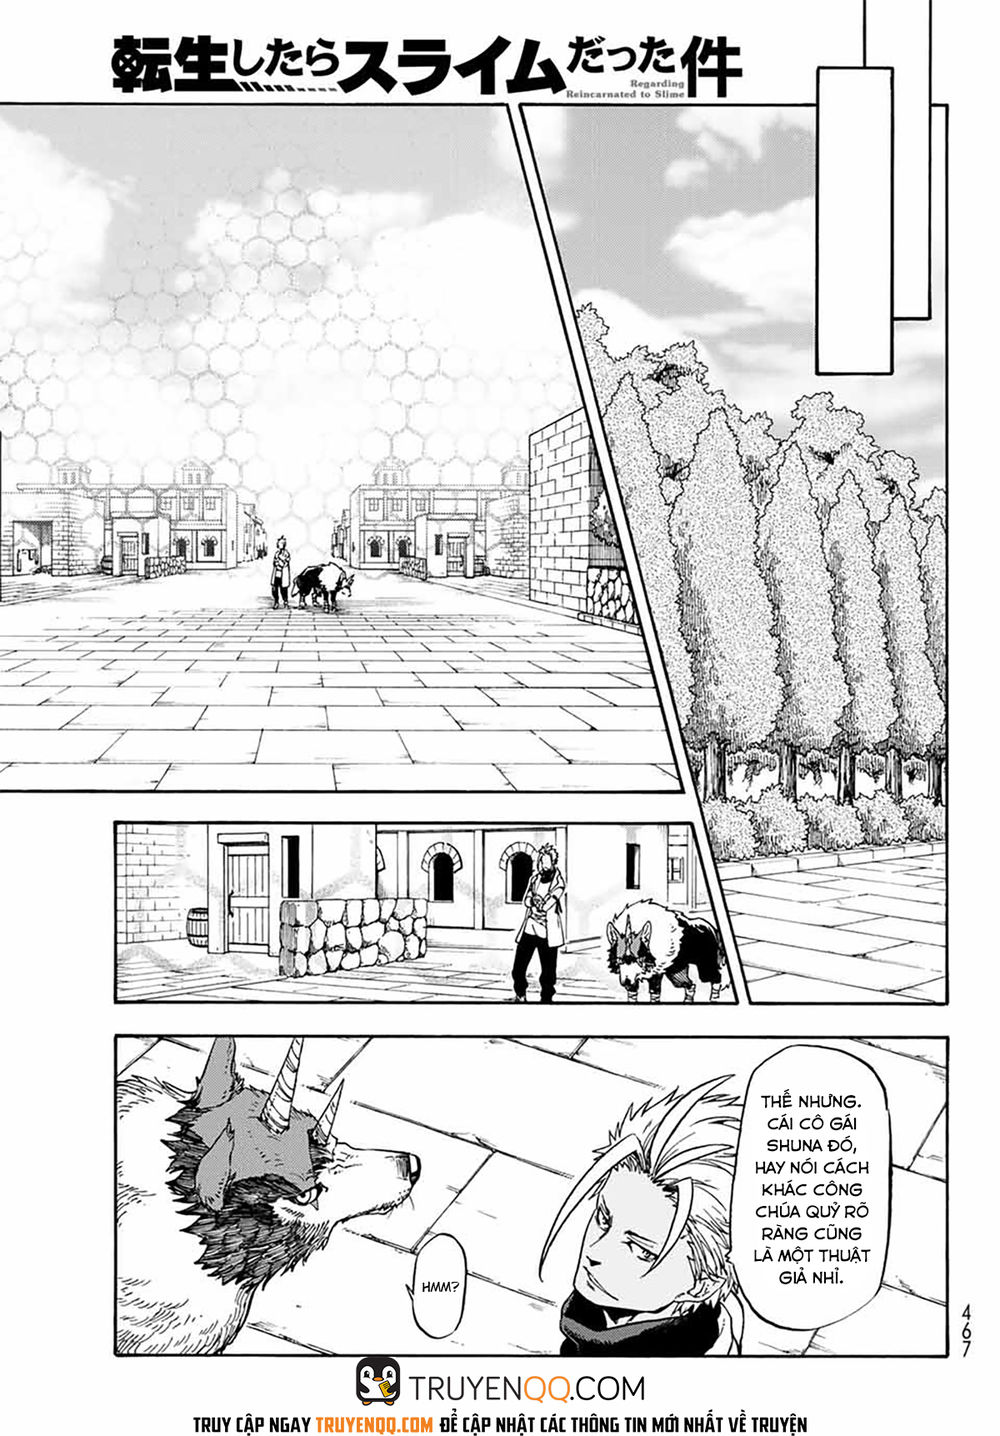 転生したらスライムだった件
Regarding
Reincarnated to Slime
THẾ NHƯNG.
CÁI CÔ GÁI
SHUNA ĐÓ,
HAY NÓI CÁCH
KHÁC CÔNG
CHÚA QUỶ RÕ
RÀNG CŨNG
LÀ MỘT THUẬT
GIẢ NHỈ.
HMM?
467
TRUYENQQ.COM
TRUY CẬP NGAY TRUYENQQ.COM ĐỂ CẬP NHẬT CÁC THÔNG TIN MỚI NHẤT VỀ TRUYỆN